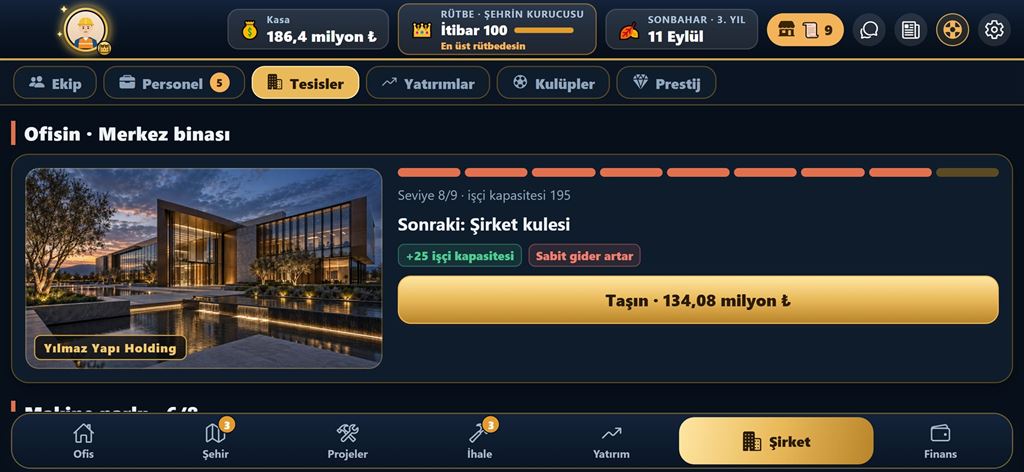 Kasa
186,4 milyon ₺
RÜTBE · ŞEHRİN KURUCUSU
İtibar 100
En üst rütbedesin
SONBAHAR · 3. YIL
11 Eylül
9
Ekip
Personel 5
Tesisler
Yatırımlar
Kulüpler
Prestij
Ofisin · Merkez binası
Seviye 8/9 · işçi kapasitesi 195
Sonraki: Şirket kulesi
+25 işçi kapasitesi
Sabit gider artar
Taşın · 134,08 milyon ₺
Yılmaz Yapı Holding
Ofis
3
Şehir
Projeler
3
İhale
Yatırım
Şirket
Finans